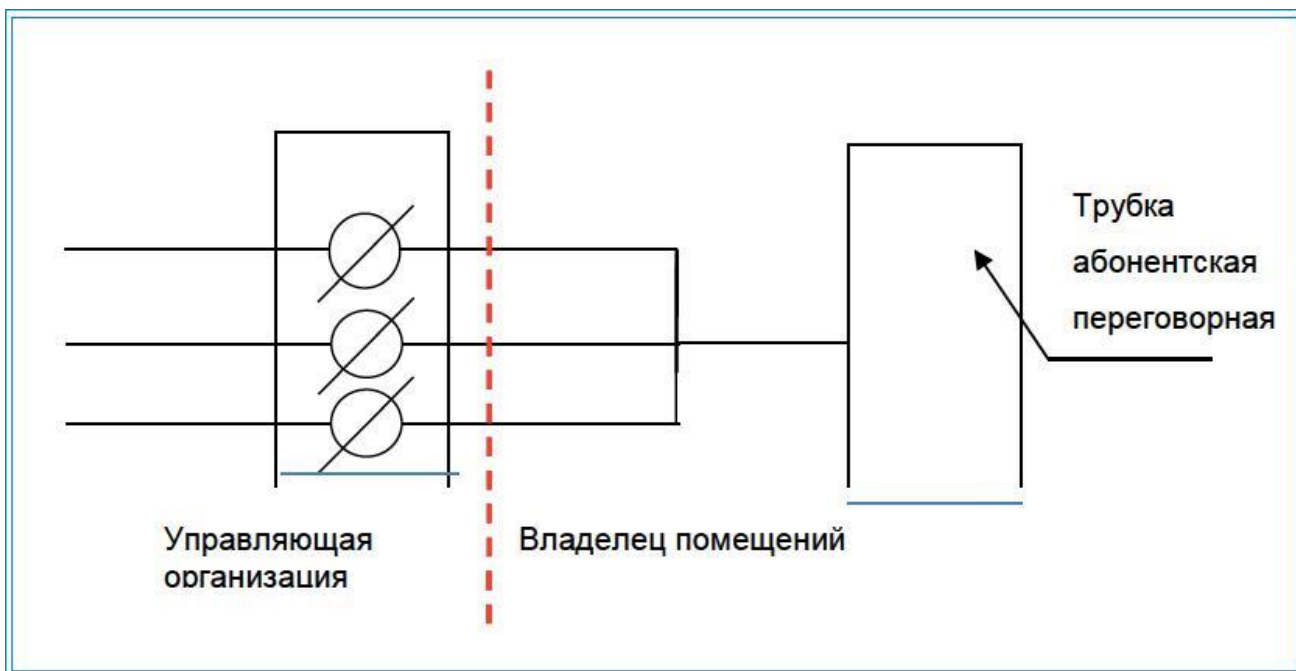 Трубка
абонентская
переговорная
Управляющая
организация
Владелец помещений